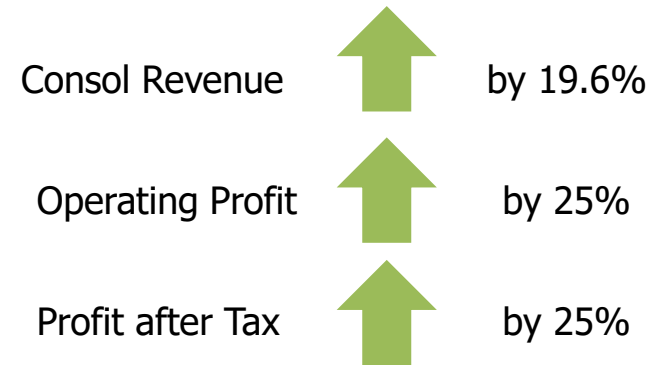 Consol Revenue by 19.6%
Operating Profit by 25%
Profit after Tax by 25%